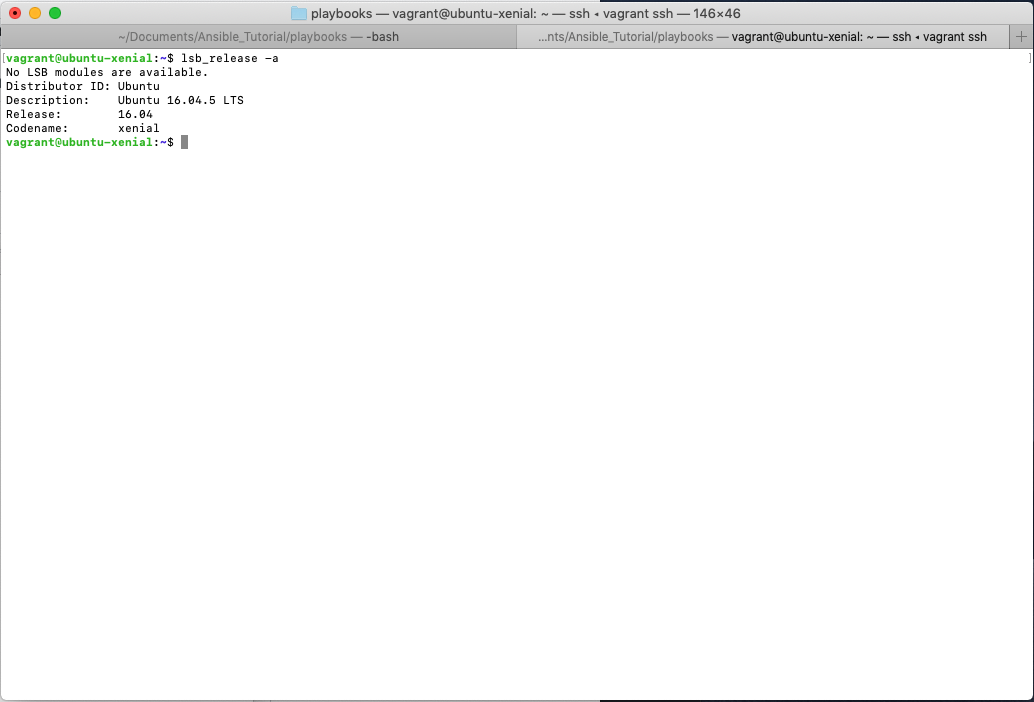 playbooks — vagrant@ubuntu-xenial: ~ — ssh ◂ vagrant ssh — 146×46
~/Documents/Ansible_Tutorial/playbooks — -bash
...nts/Ansible_Tutorial/playbooks — vagrant@ubuntu-xenial: ~ — ssh ◂ vagrant ssh
[vagrant@ubuntu-xenial:~$ lsb_release -a ]
No LSB modules are available.
Distributor ID: Ubuntu
Description: Ubuntu 16.04.5 LTS
Release: 16.04
Codename: xenial
vagrant@ubuntu-xenial:~$